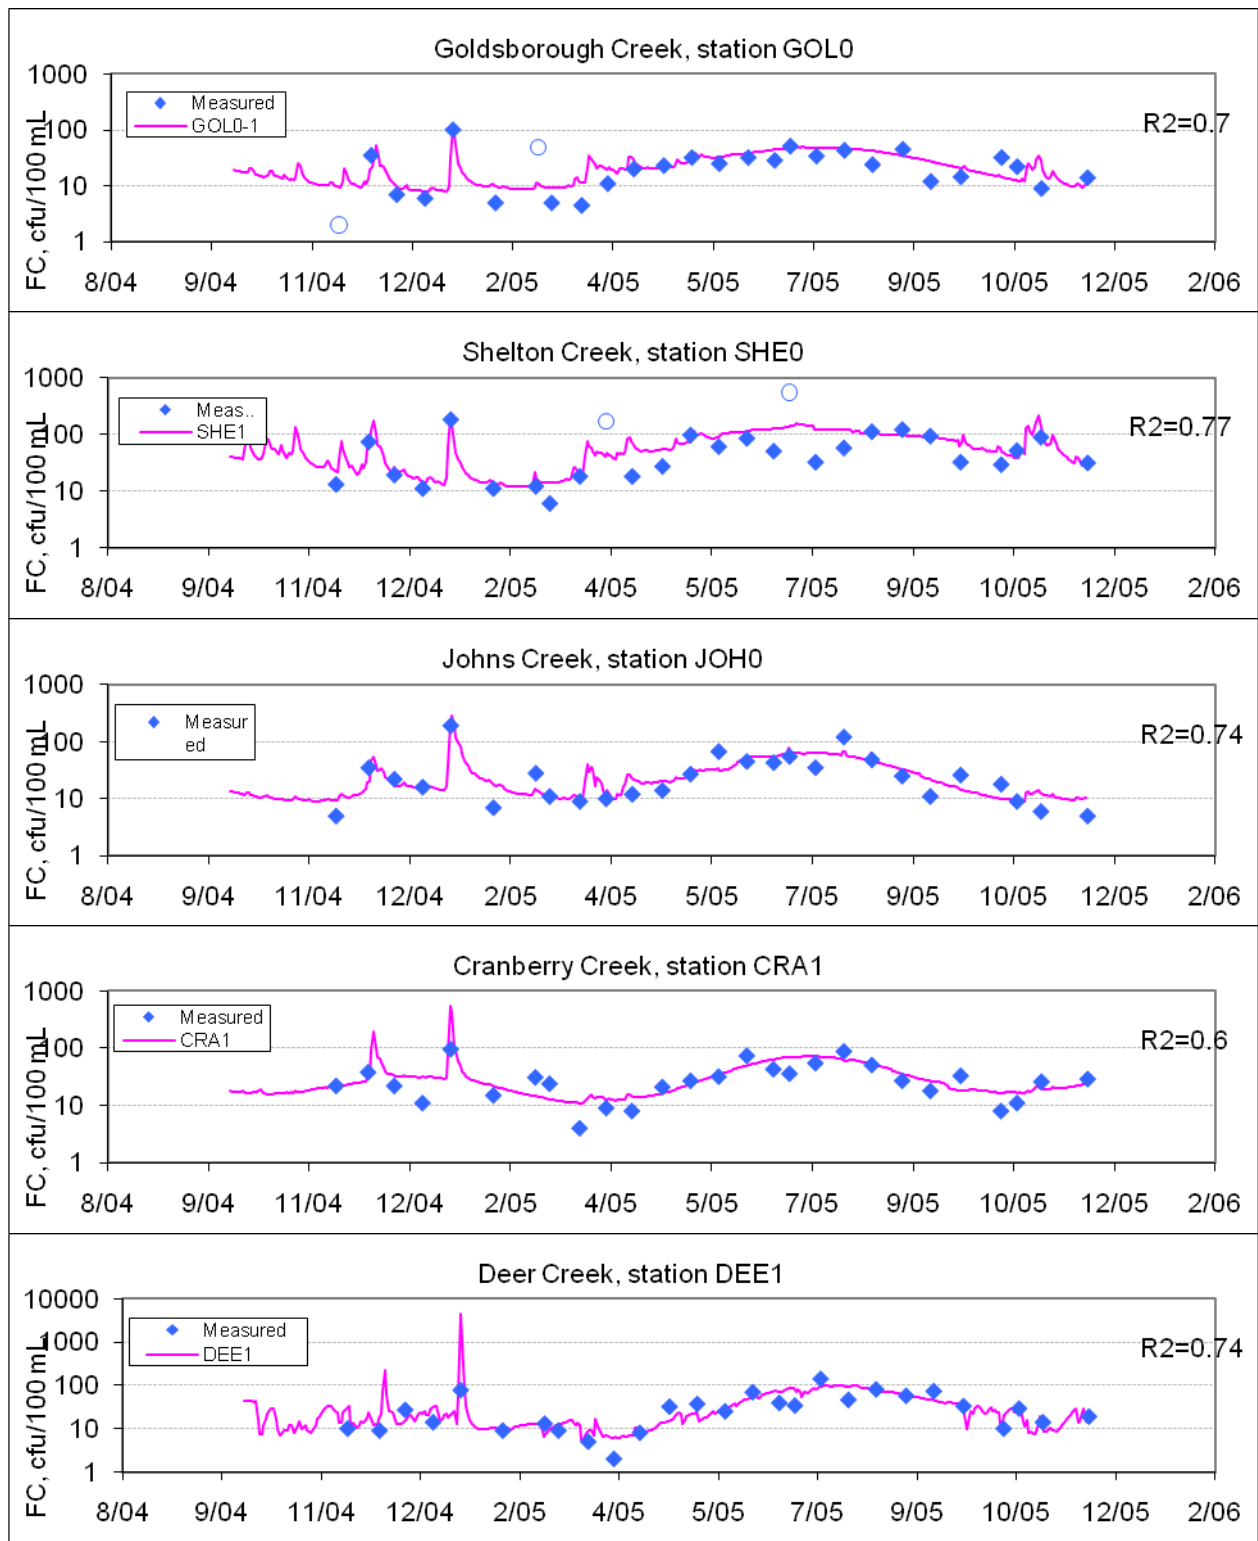 Goldsborough Creek, station GOL0
FC, cfu/100 mL
1000
100
10
1
Measured
GOL0-1
R2=0.7
8/04 9/04 11/04 12/04 2/05 4/05 5/05 7/05 9/05 10/05 12/05 2/06
Shelton Creek, station SHE0
FC, cfu/100 mL
1000
100
10
1
Meas..
SHE1
R2=0.77
8/04 9/04 11/04 12/04 2/05 4/05 5/05 7/05 9/05 10/05 12/05 2/06
Johns Creek, station JOH0
FC, cfu/100 mL
1000
100
10
1
Measur
ed
R2=0.74
8/04 9/04 11/04 12/04 2/05 4/05 5/05 7/05 9/05 10/05 12/05 2/06
Cranberry Creek, station CRA1
FC, cfu/100 mL
1000
100
10
1
Measured
CRA1
R2=0.6
8/04 9/04 11/04 12/04 2/05 4/05 5/05 7/05 9/05 10/05 12/05 2/06
Deer Creek, station DEE1
FC, cfu/100 mL
10000
1000
100
10
1
Measured
DEE1
R2=0.74
8/04 9/04 11/04 12/04 2/05 4/05 5/05 7/05 9/05 10/05 12/05 2/06